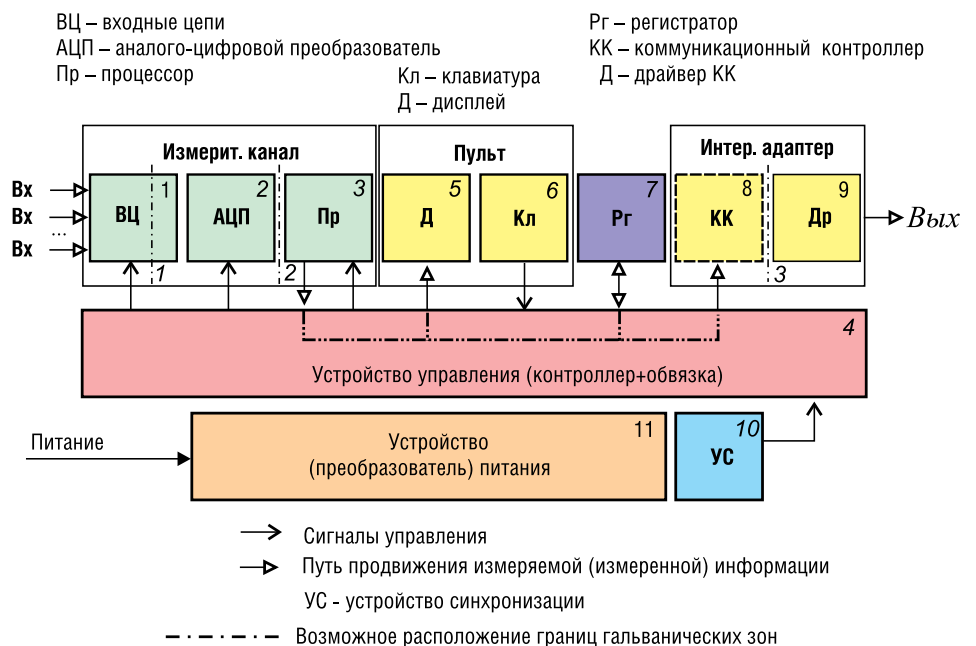 ВЦ – входные цепи
АЦП – аналого-цифровой преобразователь
Пр – процессор
Кл – клавиатура
Д – дисплей
Рг – регистратор
КК – коммуникационный контроллер
Д – драйвер КК
Измерит. канал
Пульт
Интер. адаптер
Вх
Вх
...
Вх
ВЦ
1
АЦП
2
Пр
3
Д
5
Кл
6
Рг
7
КК
8
Др
9
Вых
1
2
3
4
Устройство управления (контроллер+обвязка)
Питание
Устройство
(преобразователь) питания
11
УС
10
Сигналы управления
Путь продвижения измеряемой (измеренной) информации
УС - устройство синхронизации
Возможное расположение границ гальванических зон